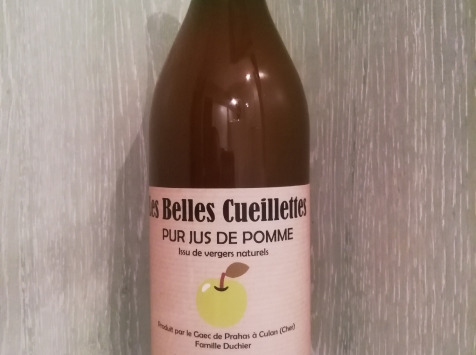 Les Belles Cueillettes
PUR JUS DE POMME
Issu de vergers naturels
Produit par le Gaec de Prahas à Culan (Cher)
Famille Duchier